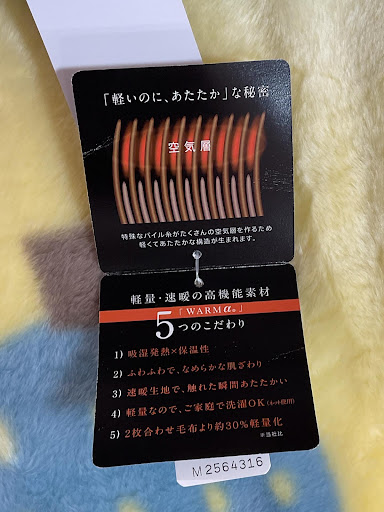 「軽いのに、あたたか」な秘密
空気層
特殊なパイル糸がたくさんの空気層を作るため
軽くてあたたかな構造が生まれます。
軽量・速暖の高機能素材
「WARMα®」
5つのこだわり
1) 吸湿発熱×保温性
2) ふわふわで、なめらかな肌ざわり
3) 速暖生地で、触れた瞬間あたたかい
4) 軽量なので、ご家庭で洗濯OK(ネット使用)
5) 2枚合わせ毛布より約30%軽量化
※当社比
M2564316